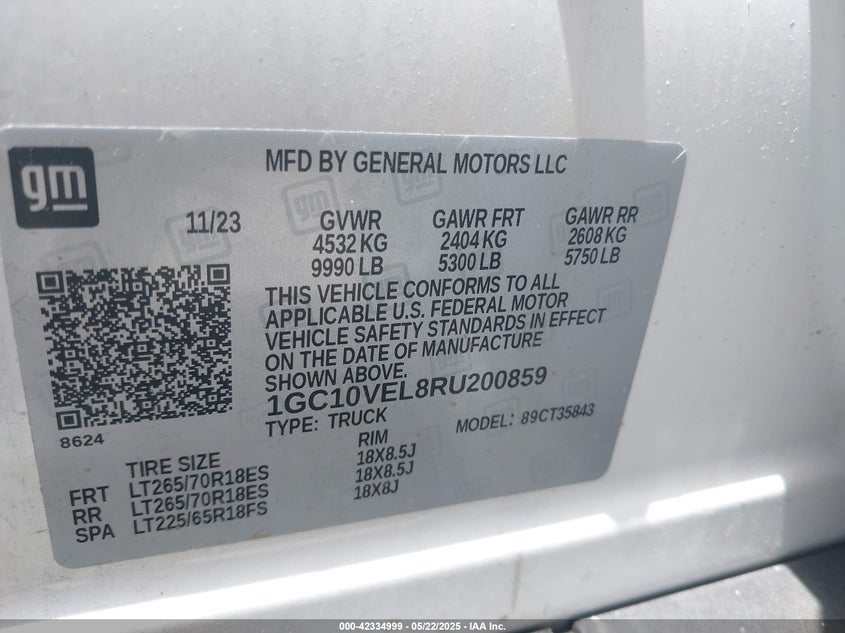 gm
MFD BY GENERAL MOTORS LLC
11/23
GVWR GAWR FRT GAWR RR
4532 KG 2404 KG 2608 KG
9990 LB 5300 LB 5750 LB
THIS VEHICLE CONFORMS TO ALL
APPLICABLE U.S. FEDERAL MOTOR
VEHICLE SAFETY STANDARDS IN EFFECT
ON THE DATE OF MANUFACTURE
SHOWN ABOVE.
1GC10VEL8RU200859
TYPE: TRUCK MODEL: 89CT35843
8624
TIRE SIZE RIM
FRT LT265/70R18ES 18X8.5J
RR LT265/70R18ES 18X8.5J
SPA LT225/65R18FS 18X8J
000-42334999 - 05/22/2025 - IAA Inc.